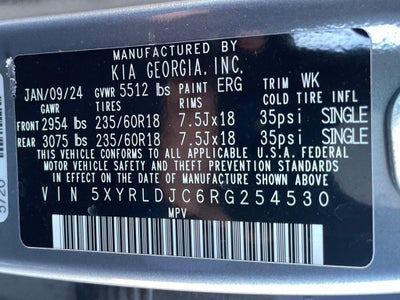 MANUFACTURED BY
KIA GEORGIA, INC.
JAN/09/24 GVWR 5512 lbs PAINT ERG TRIM WK
GAWR TIRES RIMS COLD TIRE INFL
FRONT 2954 lbs 235/60R18 7.5Jx18 35psi SINGLE
REAR 3075 lbs 235/60R18 7.5Jx18 35psi SINGLE
THIS VEHICLE CONFORMS TO ALL APPLICABLE U.S.A. FEDERAL
MOTOR VEHICLE SAFETY, BUMPER, AND THEFT PREVENTION
STANDARDS IN EFFECT ON THE DATE OF MANUFACTURE SHOWN ABOVE
VIN 5XYRLDJC6RG254530
MPV